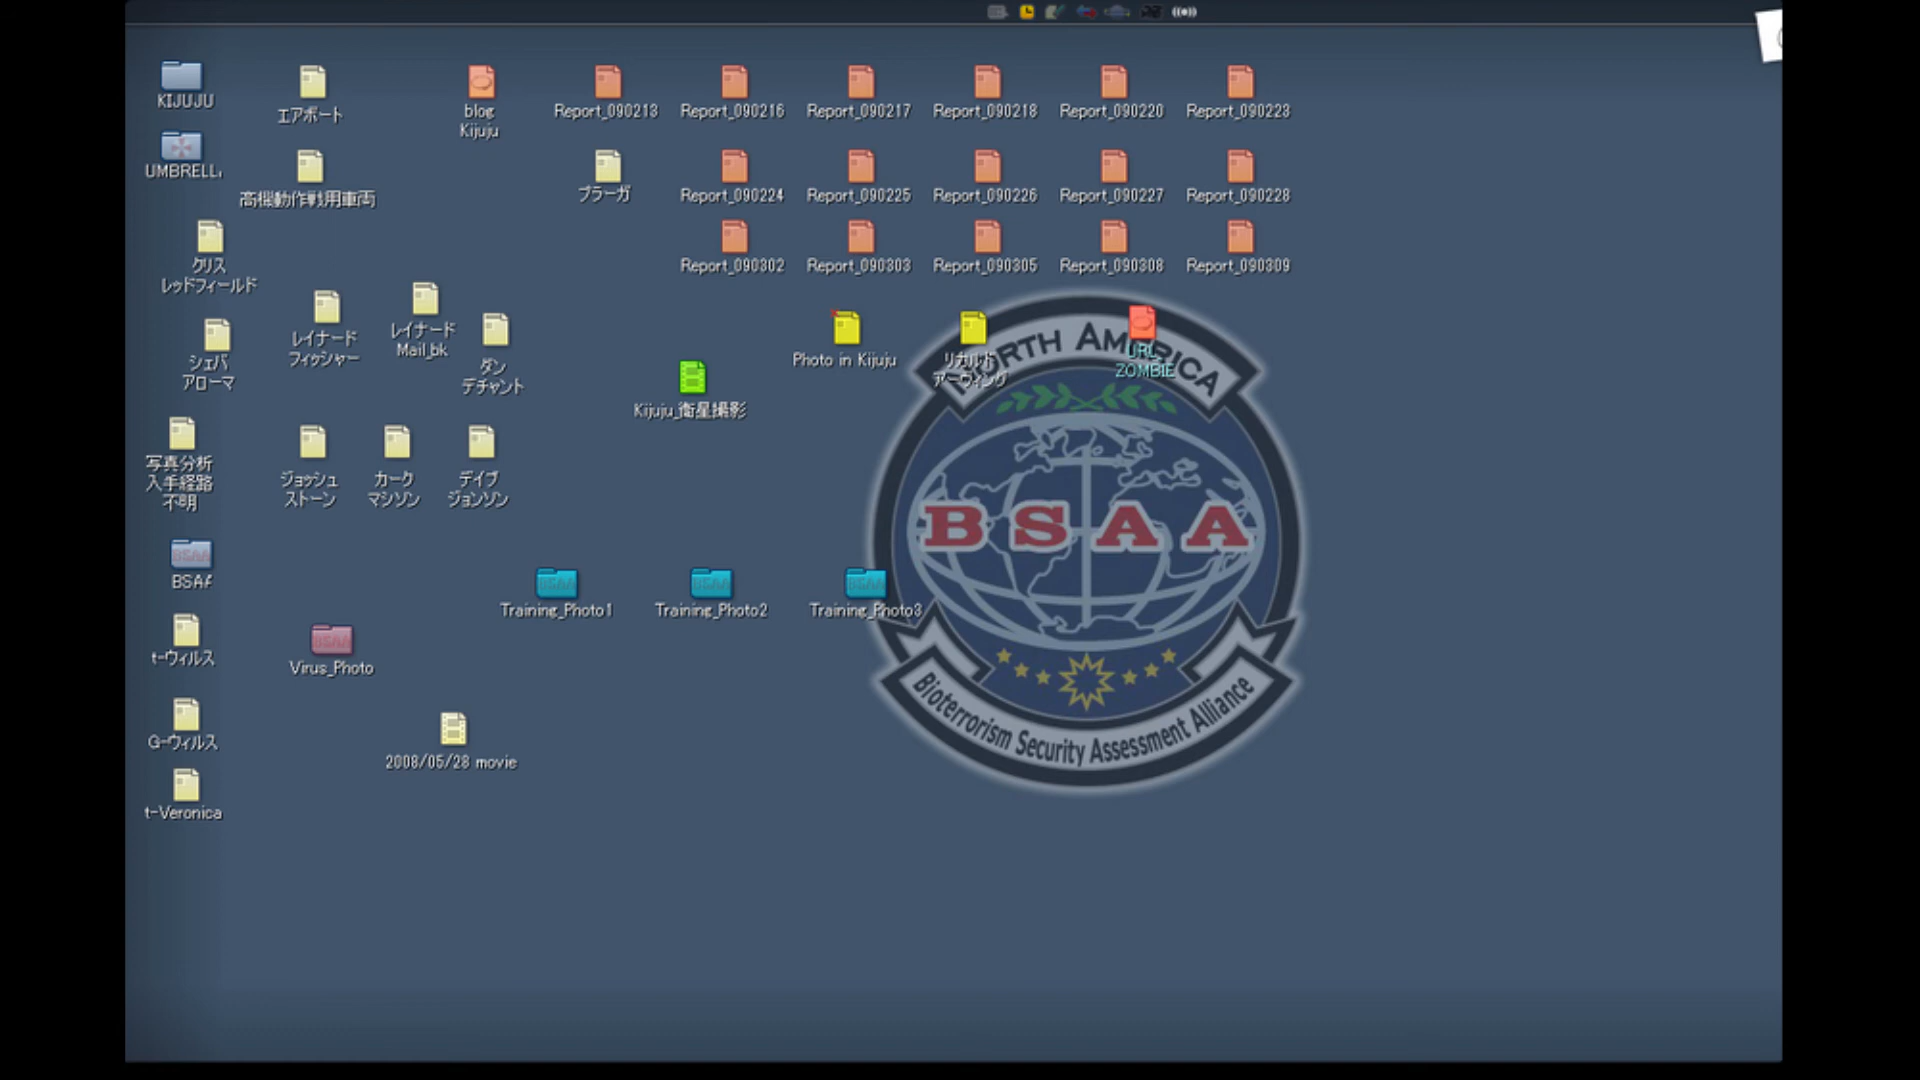 KIJUJU
エアポート
blog
Kijuju
Report_090213
Report_090216
Report_090217
Report_090218
Report_090220
Report_090223
UMBRELL
高機動作戦用車両
プラーガ
Report_090224
Report_090225
Report_090226
Report_090227
Report_090228
クリス
レッドフィールド
Report_090302
Report_090303
Report_090305
Report_090308
Report_090309
シェバ
アローマ
レイナード
フィッシャー
レイナード
Mail_bk
ダン
デチャント
Kijuju_衛星撮影
Photo in Kijuju
リカルド
アーヴィング
URL
ZOMBIE
NORTH AMERICA
写真分析
入手経路
不明
ジョッシュ
ストーン
カーク
マシソン
デイブ
ジョンソン
BSAA
BSAA
BSAA
BSAA
Training_Photo1
BSAA
Training_Photo2
BSAA
Training_Photo3
t-ウィルス
BSAA
Virus_Photo
Bioterrorism Security Assessment Alliance
G-ウィルス
2008/05/28 movie
t-Veronica